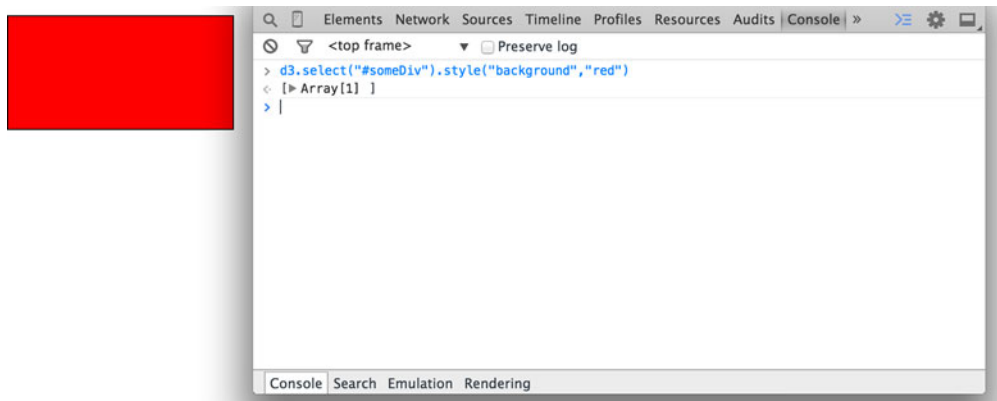 Elements Network Sources Timeline Profiles Resources Audits Console »
<top frame> ▼ Preserve log
> d3.select("#someDiv").style("background","red")
[▶ Array[1] ]
>
Console Search Emulation Rendering